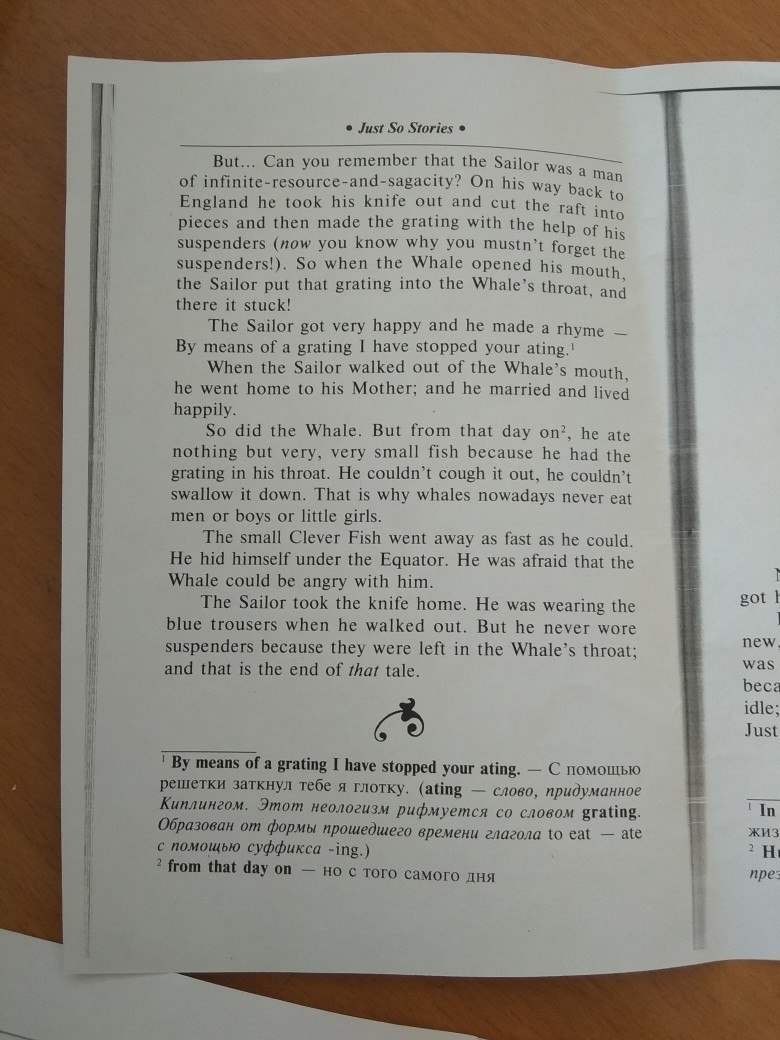 • Just So Stories •
But... Can you remember that the Sailor was a man
of infinite-resource-and-sagacity? On his way back to
England he took his knife out and cut the raft into
pieces and then made the grating with the help of his
suspenders (now you know why you mustn't forget the
suspenders!). So when the Whale opened his mouth,
the Sailor put that grating into the Whale's throat, and
there it stuck!
The Sailor got very happy and he made a rhyme —
By means of a grating I have stopped your ating.¹
When the Sailor walked out of the Whale's mouth,
he went home to his Mother; and he married and lived
happily.
So did the Whale. But from that day on², he ate
nothing but very, very small fish because he had the
grating in his throat. He couldn't cough it out, he couldn't
swallow it down. That is why whales nowadays never eat
men or boys or little girls.
The small Clever Fish went away as fast as he could.
He hid himself under the Equator. He was afraid that the
Whale could be angry with him.
The Sailor took the knife home. He was wearing the
blue trousers when he walked out. But he never wore
suspenders because they were left in the Whale's throat;
and that is the end of that tale.
¹ By means of a grating I have stopped your ating. — С помощью
решетки заткнул тебе я глотку. (ating — слово, придуманное
Киплингом. Этот неологизм рифмуется со словом grating.
Образован от формы прошедшего времени глагола to eat — ate
с помощью суффикса -ing.)
² from that day on — но с того самого дня
got
new,
was
idle;
Just
¹ In
²